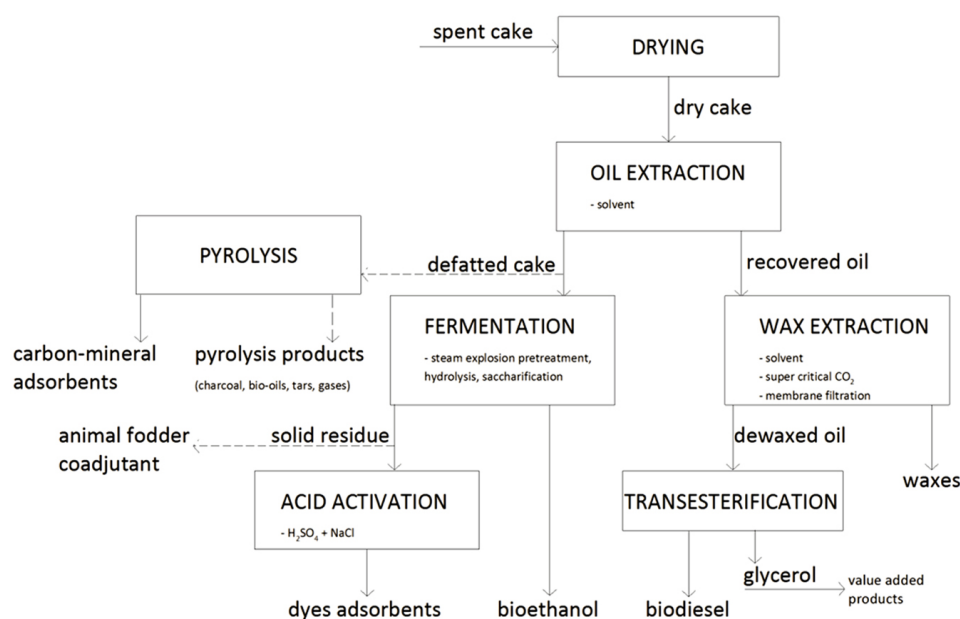 spent cake
DRYING
dry cake
OIL EXTRACTION
- solvent
PYROLYSIS
defatted cake
recovered oil
FERMENTATION
- steam explosion pretreatment,
hydrolysis, saccharification
WAX EXTRACTION
- solvent
- super critical CO₂
- membrane filtration
carbon-mineral
adsorbents
pyrolysis products
(charcoal, bio-oils, tars, gases)
animal fodder
coadjutant
solid residue
dewaxed oil
waxes
ACID ACTIVATION
- H₂SO₄ + NaCl
TRANSESTERIFICATION
glycerol
value added
products
dyes adsorbents
bioethanol
biodiesel